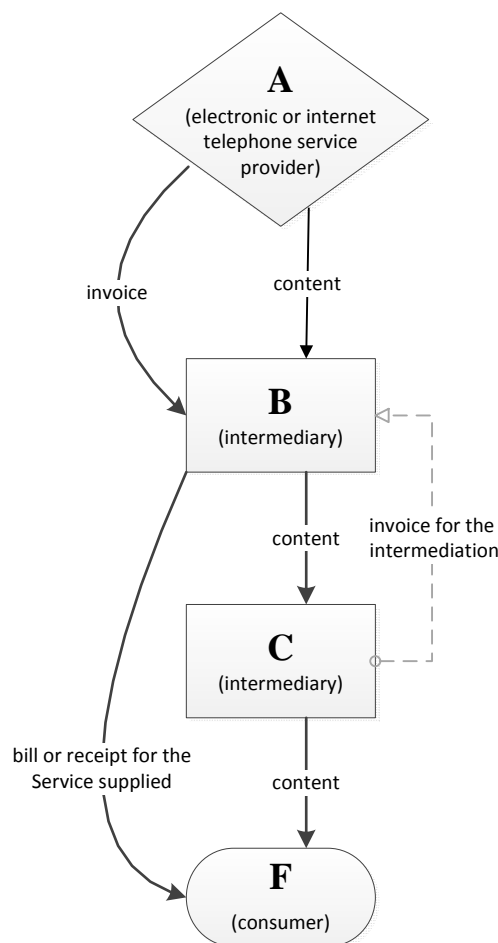 A
(electronic or internet
telephone service
provider)
invoice
content
B
(intermediary)
invoice for the
intermediation
content
C
(intermediary)
bill or receipt for the
Service supplied
content
F
(consumer)